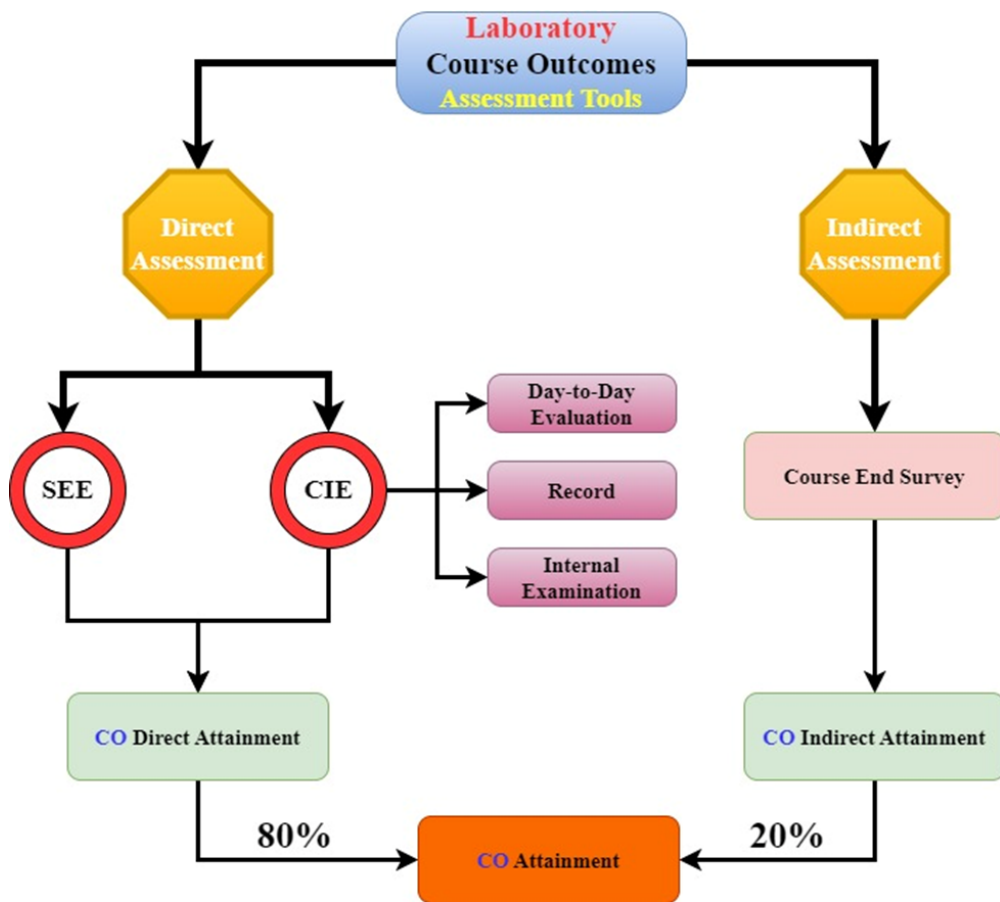 Laboratory
Course Outcomes
Assessment Tools
Direct
Assessment
Indirect
Assessment
SEE
CIE
Day-to-Day
Evaluation
Record
Internal
Examination
Course End Survey
CO Direct Attainment
CO Indirect Attainment
80%
20%
CO Attainment